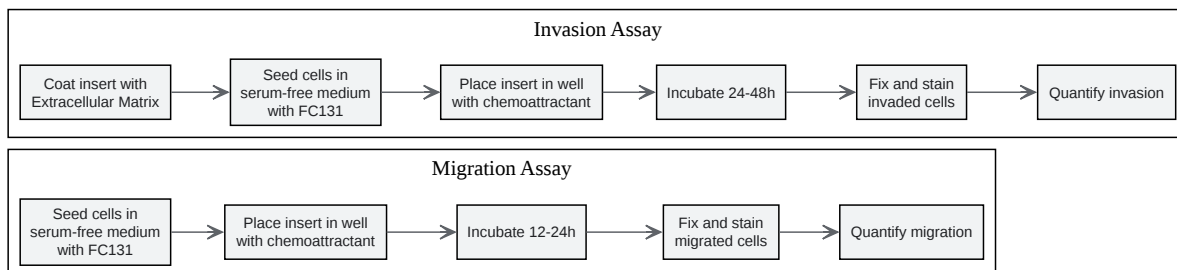 Invasion Assay
Coat insert with
Extracellular Matrix
Seed cells in
serum-free medium
with FC131
Place insert in well
with chemoattractant
Incubate 24-48h
Fix and stain
invaded cells
Quantify invasion
Migration Assay
Seed cells in
serum-free medium
with FC131
Place insert in well
with chemoattractant
Incubate 12-24h
Fix and stain
migrated cells
Quantify migration